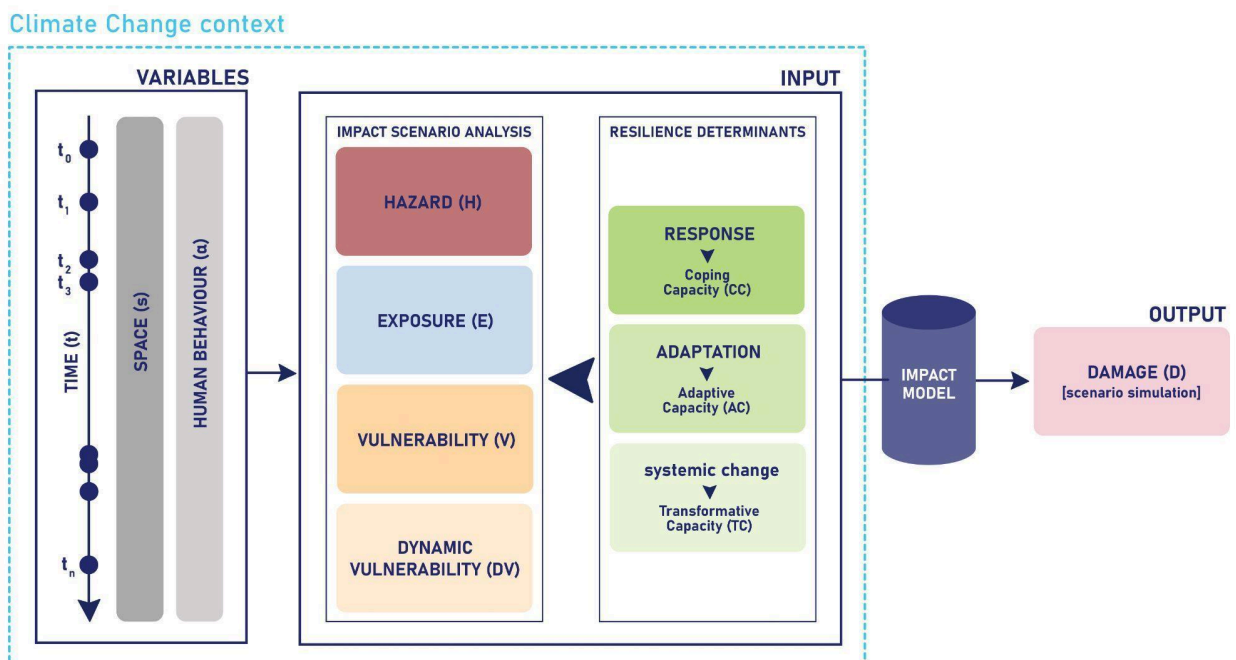 Climate Change context
VARIABLES
t0
t1
t2
t3
tn
TIME (t)
SPACE (s)
HUMAN BEHAVIOUR (α)
INPUT
IMPACT SCENARIO ANALYSIS
HAZARD (H)
EXPOSURE (E)
VULNERABILITY (V)
DYNAMIC
VULNERABILITY (DV)
RESILIENCE DETERMINANTS
RESPONSE
Coping
Capacity (CC)
ADAPTATION
Adaptive
Capacity (AC)
systemic change
Transformative
Capacity (TC)
IMPACT
MODEL
OUTPUT
DAMAGE (D)
[scenario simulation]